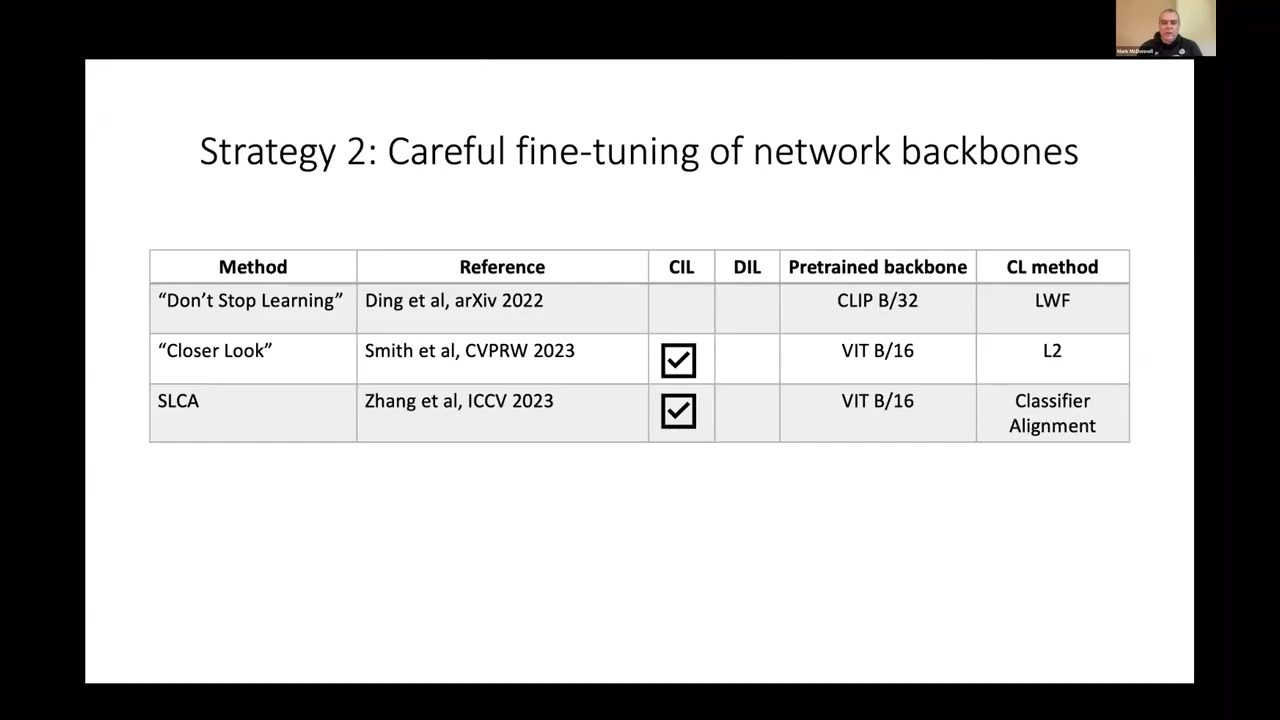 Mark McDonnell
Strategy 2: Careful fine-tuning of network backbones
Method Reference CIL DIL Pretrained backbone CL method
“Don’t Stop Learning” Ding et al, arXiv 2022 CLIP B/32 LWF
“Closer Look” Smith et al, CVPRW 2023 VIT B/16 L2
SLCA Zhang et al, ICCV 2023 VIT B/16 Classifier
Alignment